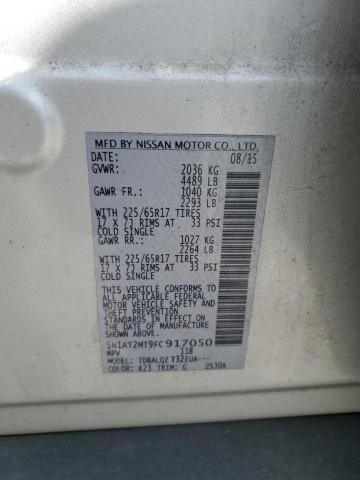 MFD BY NISSAN MOTOR CO., LTD.
DATE: 08/15
GVWR: 2036 KG
4489 LB
GAWR FR.: 1040 KG
2293 LB
WITH 225/65R17 TIRES
17 X 7J RIMS AT 33 PSI
COLD SINGLE
GAWR RR.: 1027 KG
2264 LB
WITH 225/65R17 TIRES
17 X 7J RIMS AT 33 PSI
COLD SINGLE
THIS VEHICLE CONFORMS TO ALL
APPLICABLE FEDERAL MOTOR VEHICLE
SAFETY AND THEFT PREVENTION
STANDARDS IN EFFECT ON THE DATE
OF MANUFACTURE SHOWN ABOVE.
5N1AT2MT9FC917050
MPV 118
MODEL: TDBALQZ T32EUA---
COLOR: K23 TRIM: G 2530A